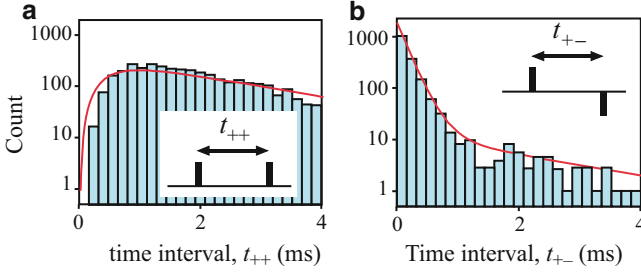 a
1000
100
10
1
Count
t++
0
2
4
time interval, t++ (ms)
b
1000
100
10
1
t+−
0
2
4
Time interval, t+− (ms)